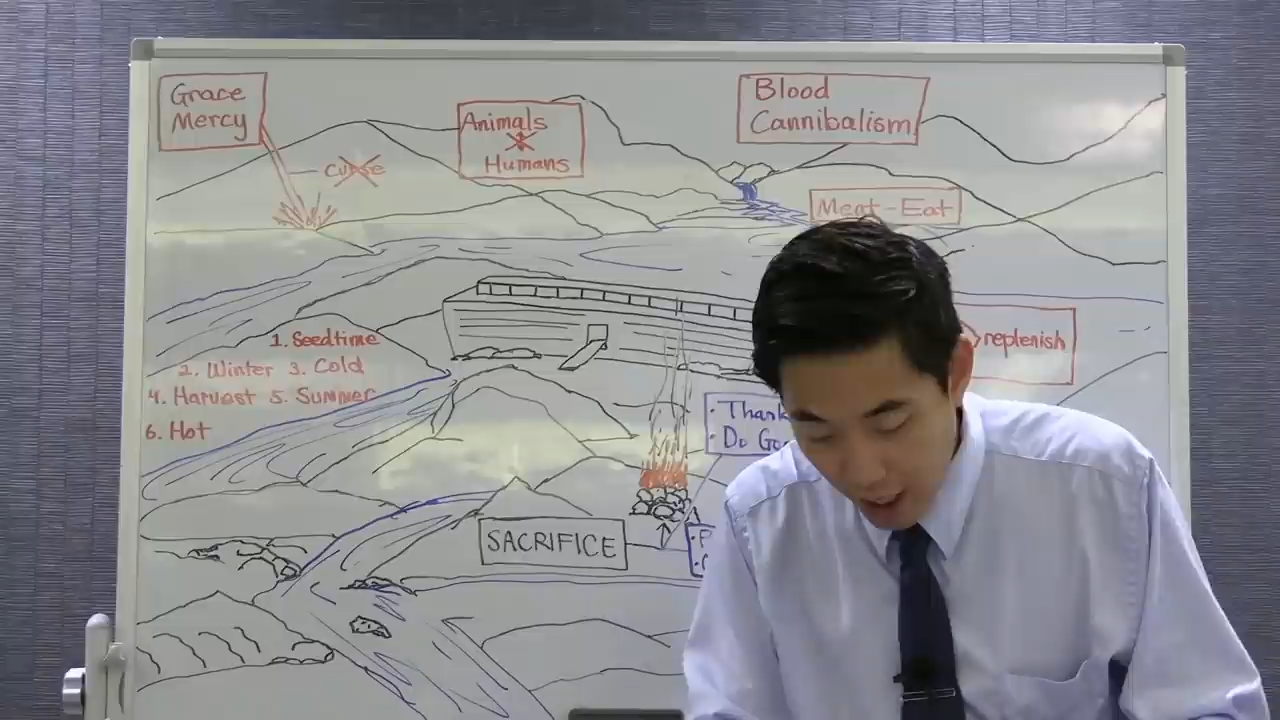 Grace
Mercy
curse
Animals
Humans
Blood
Cannibalism
Meat-Eat
replenish
1. Seedtime
2. Winter 3. Cold
4. Harvest 5. Summer
6. Hot
· Thank
· Do
SACRIFICE